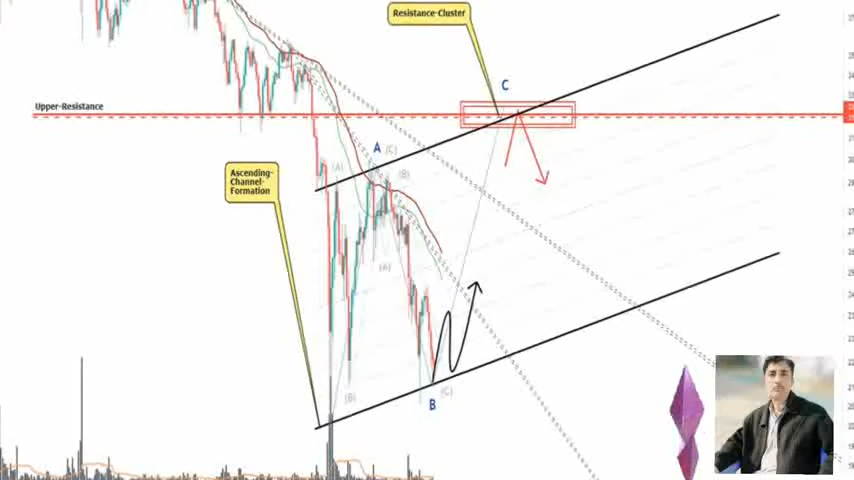 Resistance-Cluster
C
Upper-Resistance
A (C)
(A)
(B)
Ascending-
Channel-
Formation
(A)
(B)
(C)
B